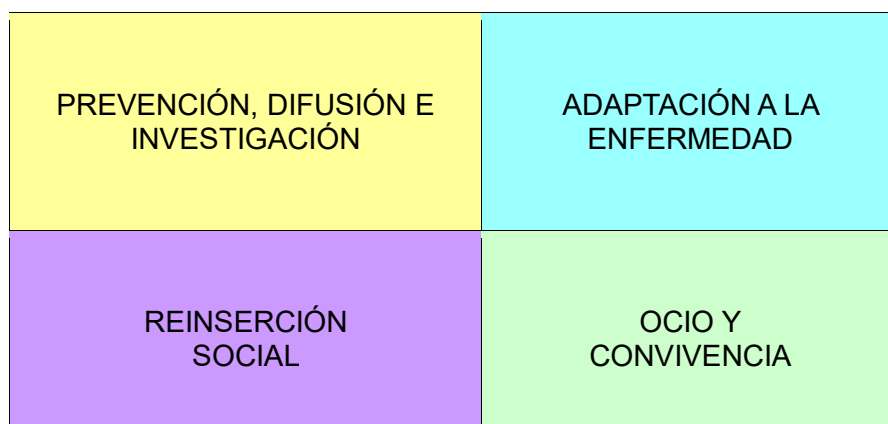 PREVENCIÓN, DIFUSIÓN E
INVESTIGACIÓN
ADAPTACIÓN A LA
ENFERMEDAD
REINSERCIÓN
SOCIAL
OCIO Y
CONVIVENCIA